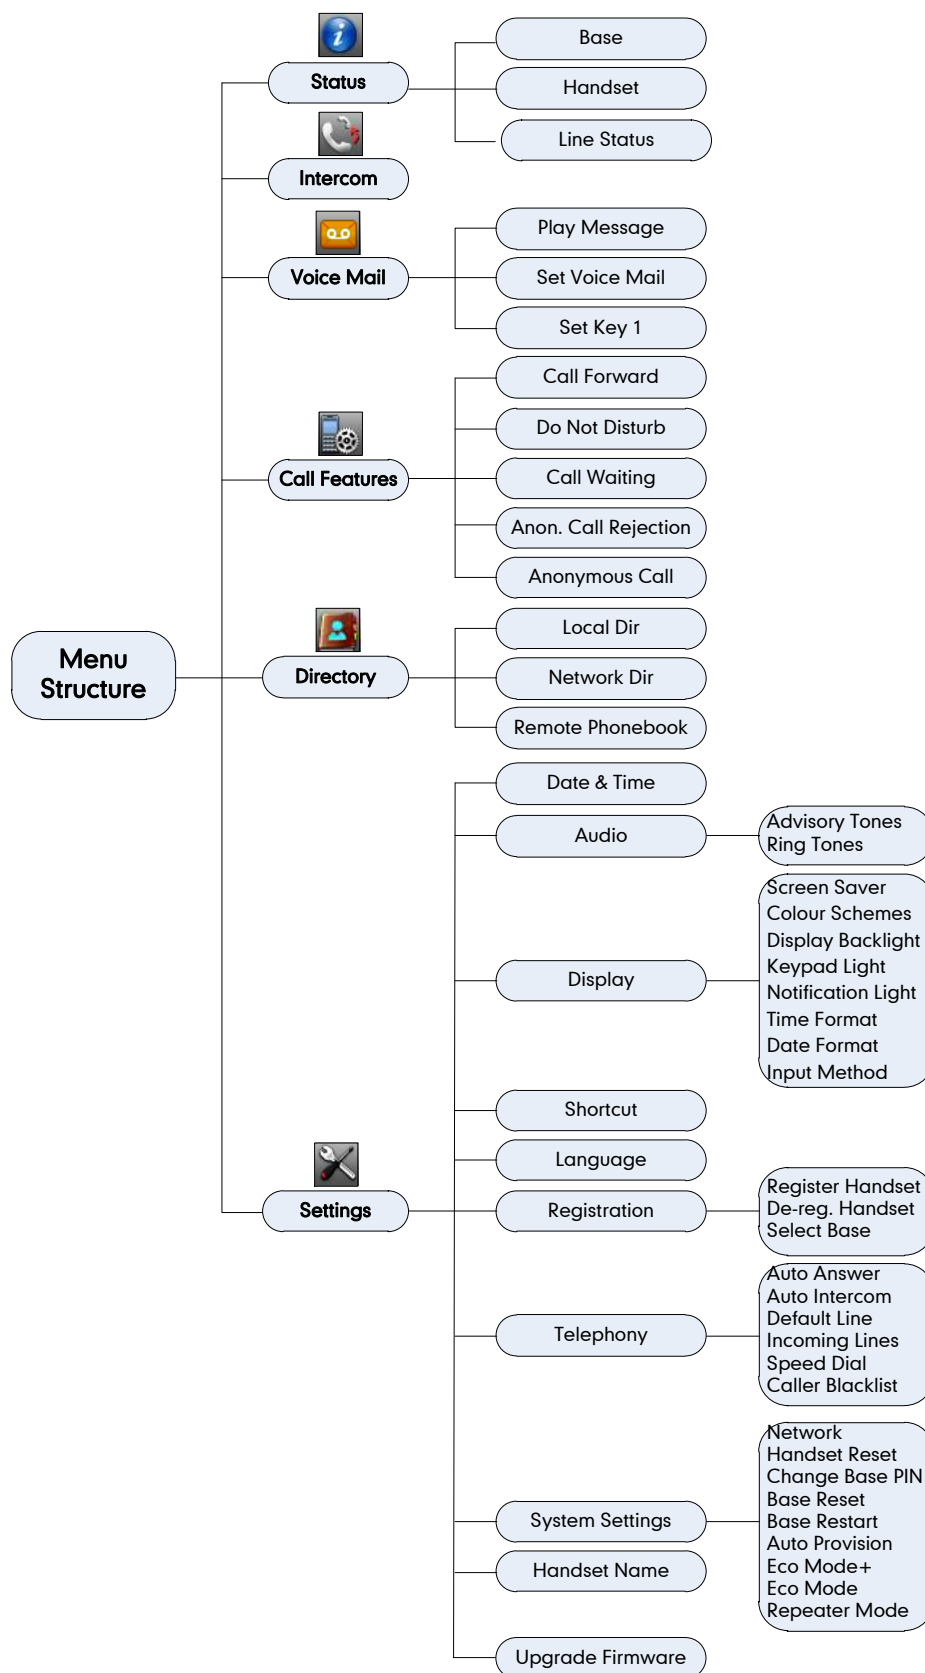 Menu
Structure
Status
Base
Handset
Line Status
Intercom
Voice Mail
Play Message
Set Voice Mail
Set Key 1
Call Features
Call Forward
Do Not Disturb
Call Waiting
Anon. Call Rejection
Anonymous Call
Directory
Local Dir
Network Dir
Remote Phonebook
Settings
Date & Time
Audio
Advisory Tones
Ring Tones
Display
Screen Saver
Colour Schemes
Display Backlight
Keypad Light
Notification Light
Time Format
Date Format
Input Method
Shortcut
Language
Registration
Register Handset
De-reg. Handset
Select Base
Telephony
Auto Answer
Auto Intercom
Default Line
Incoming Lines
Speed Dial
Caller Blacklist
System Settings
Network
Handset Reset
Change Base PIN
Base Reset
Base Restart
Auto Provision
Eco Mode+
Eco Mode
Repeater Mode
Handset Name
Upgrade Firmware